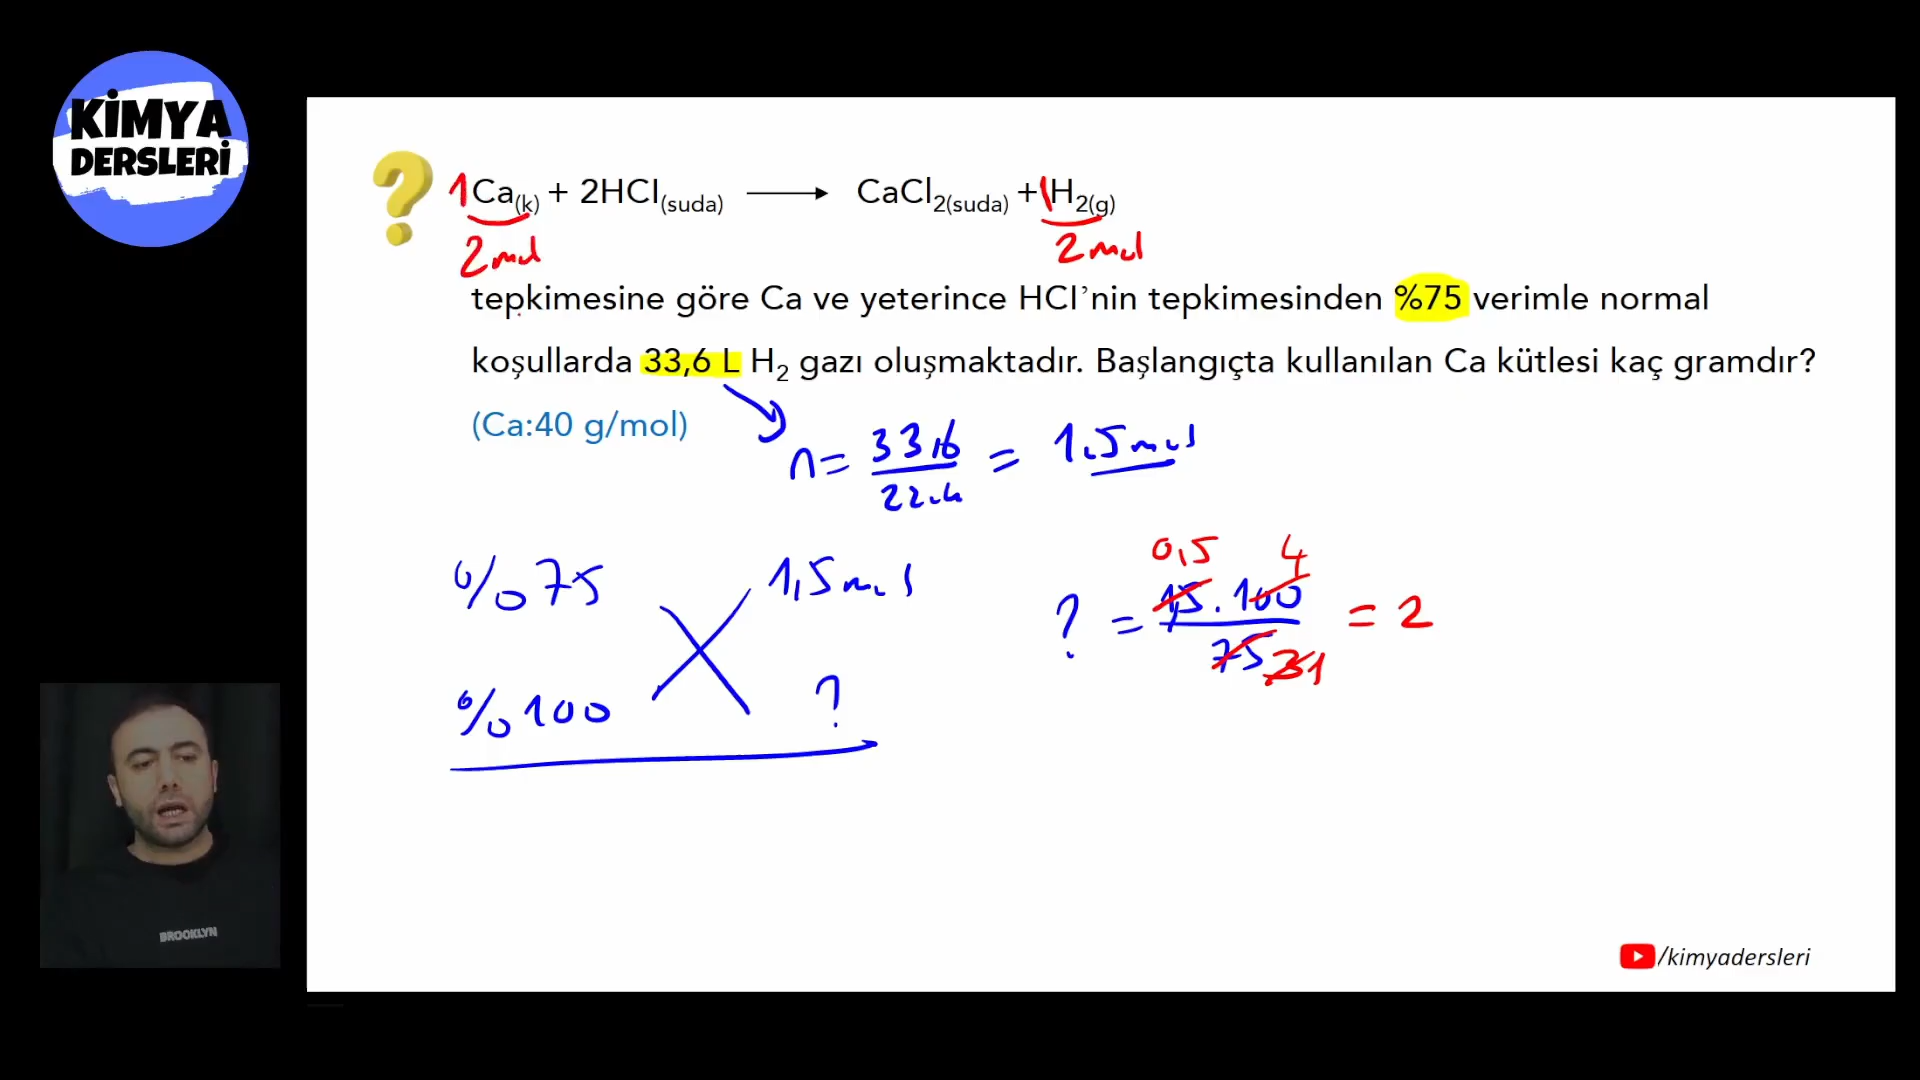 KİMYA
DERSLERİ
1Ca(k) + 2HCl(suda) ⟶ CaCl2(suda) + 1H2(g)
2mol 2mol
tepkimesine göre Ca ve yeterince HCl’nin tepkimesinden %75 verimle normal
koşullarda 33,6 L H2 gazı oluşmaktadır. Başlangıçta kullanılan Ca kütlesi kaç gramdır?
(Ca:40 g/mol)
n = 33,6 / 22,4 = 1,5mol
0,5 4
%75 1,5mol
? = 1,5.100 / 75 = 2
3 1
%100 ?
BROOKLYN
/kimyadersleri